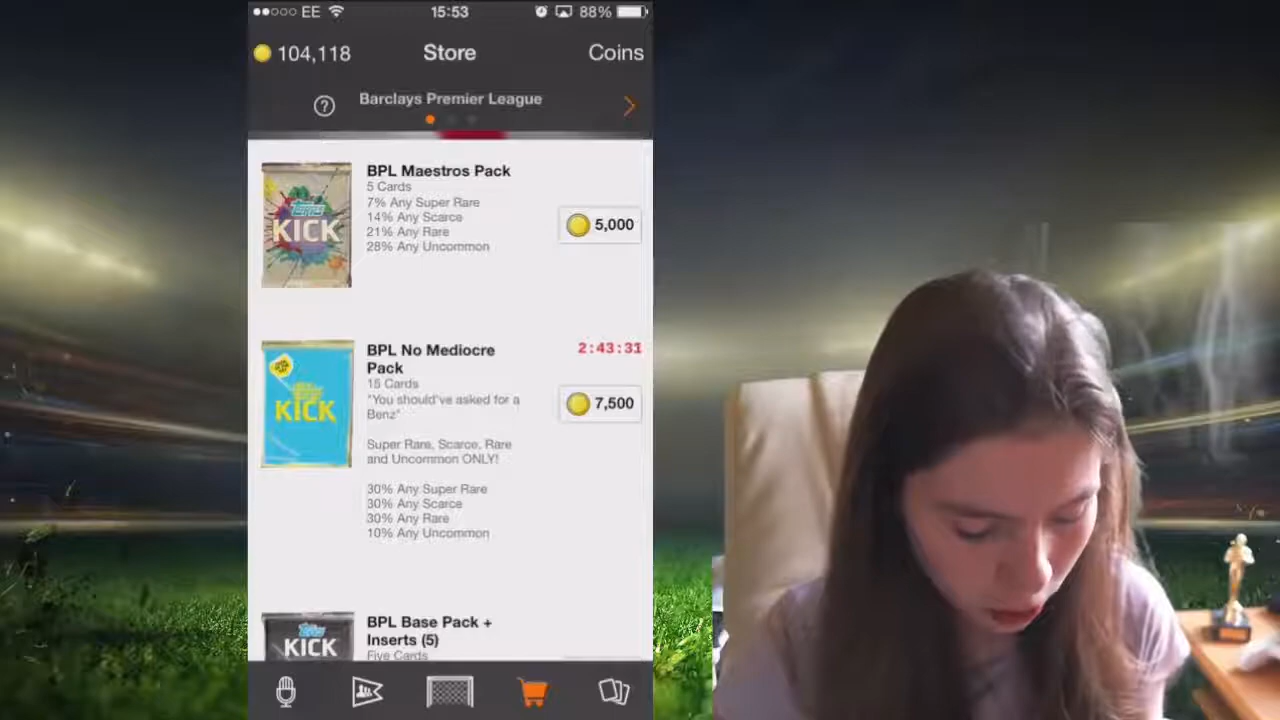 EE 15:53 88%
104,118 Store Coins
? Barclays Premier League
BPL Maestros Pack
5 Cards
7% Any Super Rare
14% Any Scarce
21% Any Rare
28% Any Uncommon
5,000
TOPPS
KICK
BPL No Mediocre
Pack
2:43:31
15 Cards
"You should've asked for a
Benz"
7,500
Super Rare, Scarce, Rare
and Uncommon ONLY!
30% Any Super Rare
30% Any Scarce
30% Any Rare
10% Any Uncommon
KICK
BPL Base Pack +
Inserts (5)
Five Cards
TOPPS
KICK